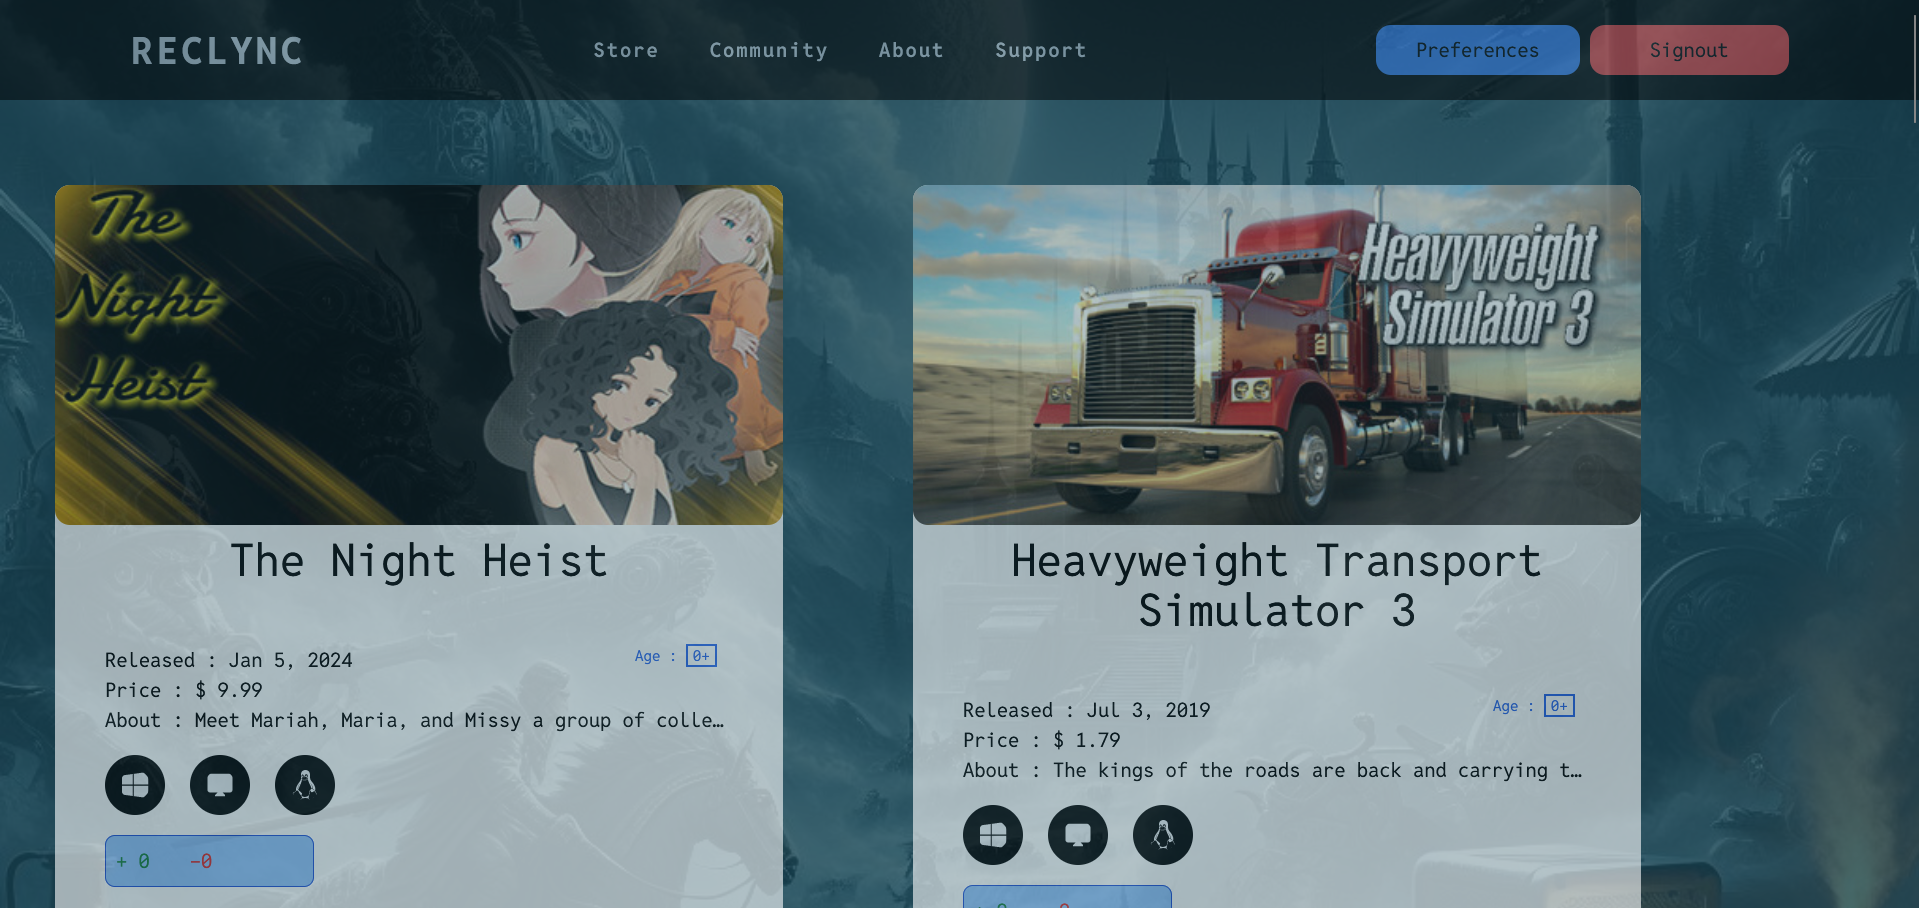 RECLYNC
Store Community About Support
Preferences
Signout
The
Night
Heist
The Night Heist
Released : Jan 5, 2024
Age : 0+
Price : $ 9.99
About : Meet Mariah, Maria, and Missy a group of colle…
+ 0 -0
Heavyweight
Simulator 3
Heavyweight Transport
Simulator 3
Released : Jul 3, 2019
Age : 0+
Price : $ 1.79
About : The kings of the roads are back and carrying t…